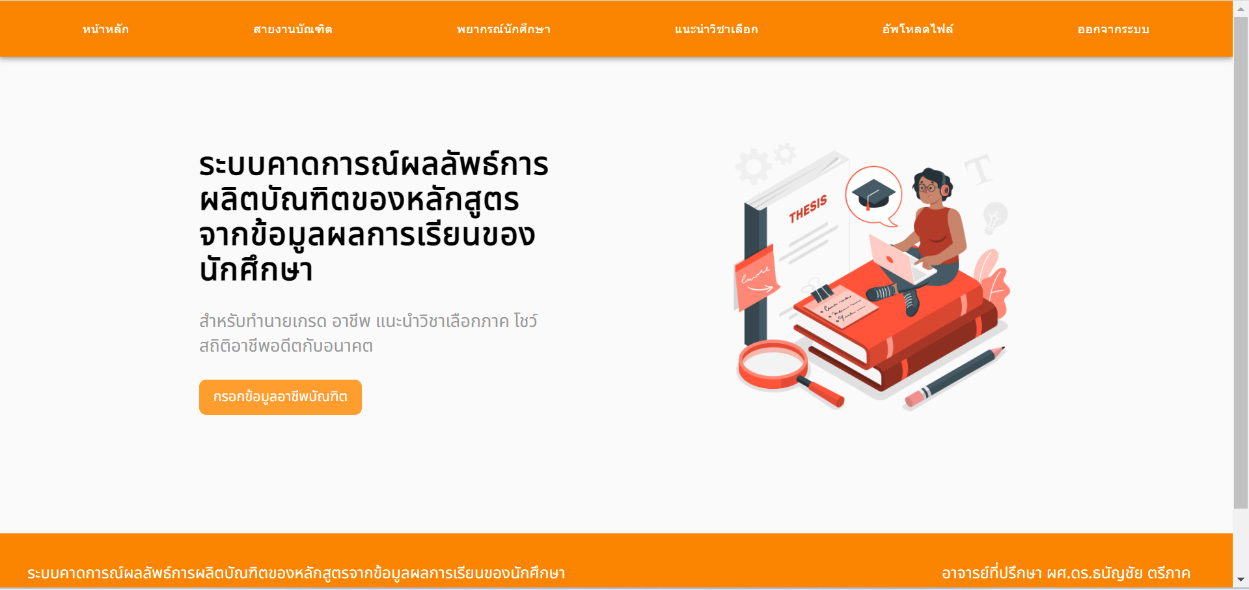 หน้าหลัก สายงานบัณฑิต พยากรณ์นักศึกษา แนะนำวิชาเลือก อัพโหลดไฟล์ ออกจากระบบ
ระบบคาดการณ์ผลลัพธ์การ
ผลิตบัณฑิตของหลักสูตร
จากข้อมูลผลการเรียนของ
นักศึกษา
สำหรับทำนายเกรด อาชีพ แนะนำวิชาเลือกภาค โชว์
สถิติอาชีพอดีตกับอนาคต
กรอกข้อมูลอาชีพบัณฑิต
THESIS
T
ระบบคาดการณ์ผลลัพธ์การผลิตบัณฑิตของหลักสูตรจากข้อมูลผลการเรียนของนักศึกษา
อาจารย์ที่ปรึกษา ผศ.ดร.ธนัญชัย ตรีภาค